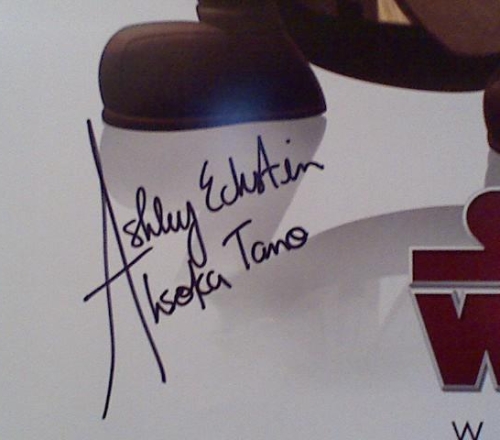 Ashley Eckstein
Ahsoka Tano
W
W